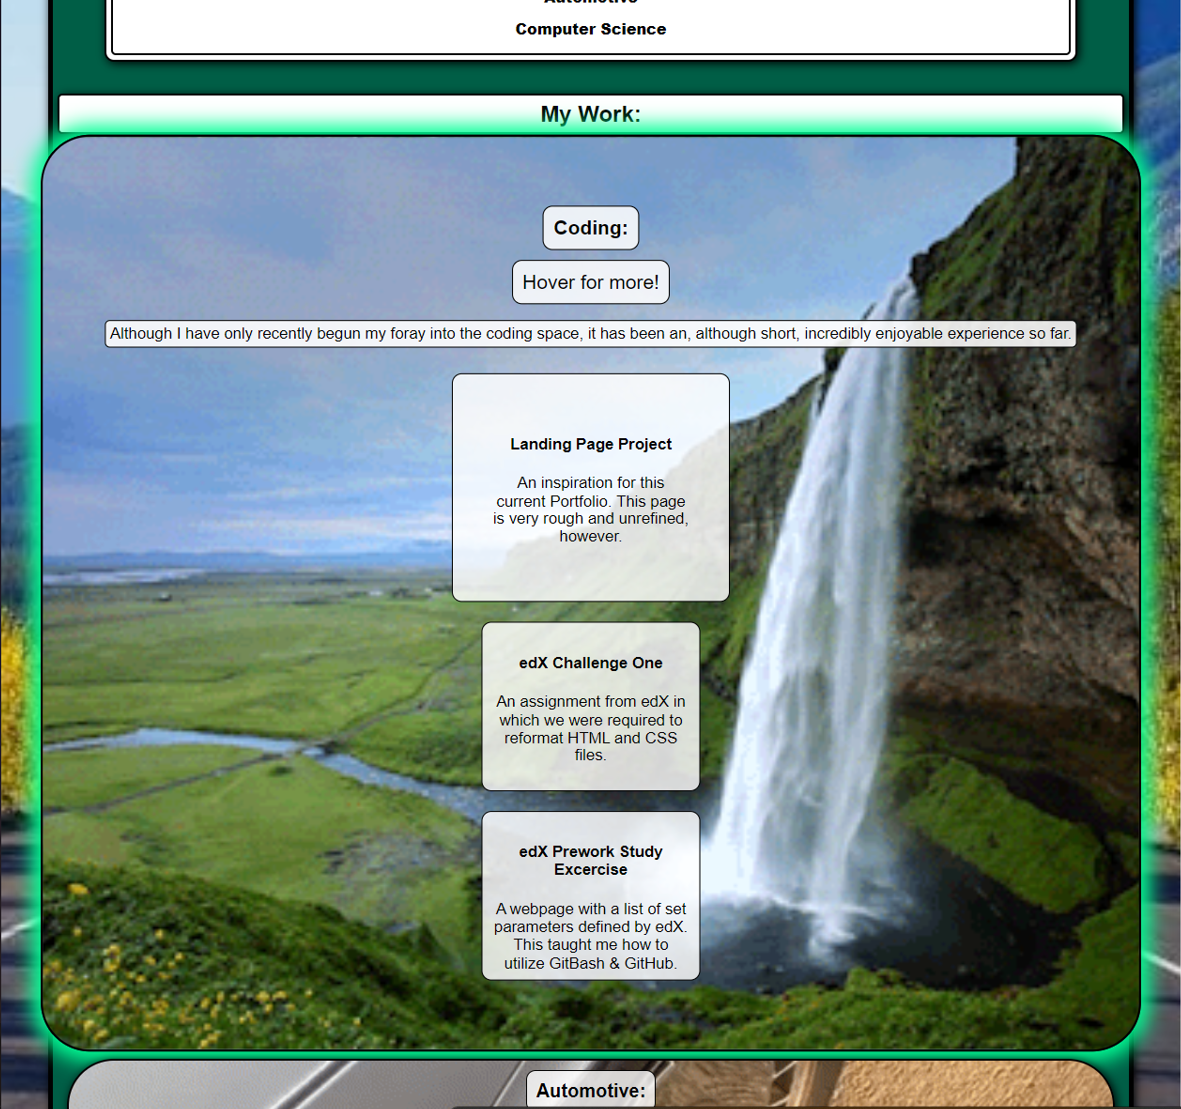 Automotive
Computer Science
My Work:
Coding:
Hover for more!
Although I have only recently begun my foray into the coding space, it has been an, although short, incredibly enjoyable experience so far.
Landing Page Project
An inspiration for this
current Portfolio. This page
is very rough and unrefined,
however.
edX Challenge One
An assignment from edX in
which we were required to
reformat HTML and CSS
files.
edX Prework Study
Excercise
A webpage with a list of set
parameters defined by edX.
This taught me how to
utilize GitBash & GitHub.
Automotive: